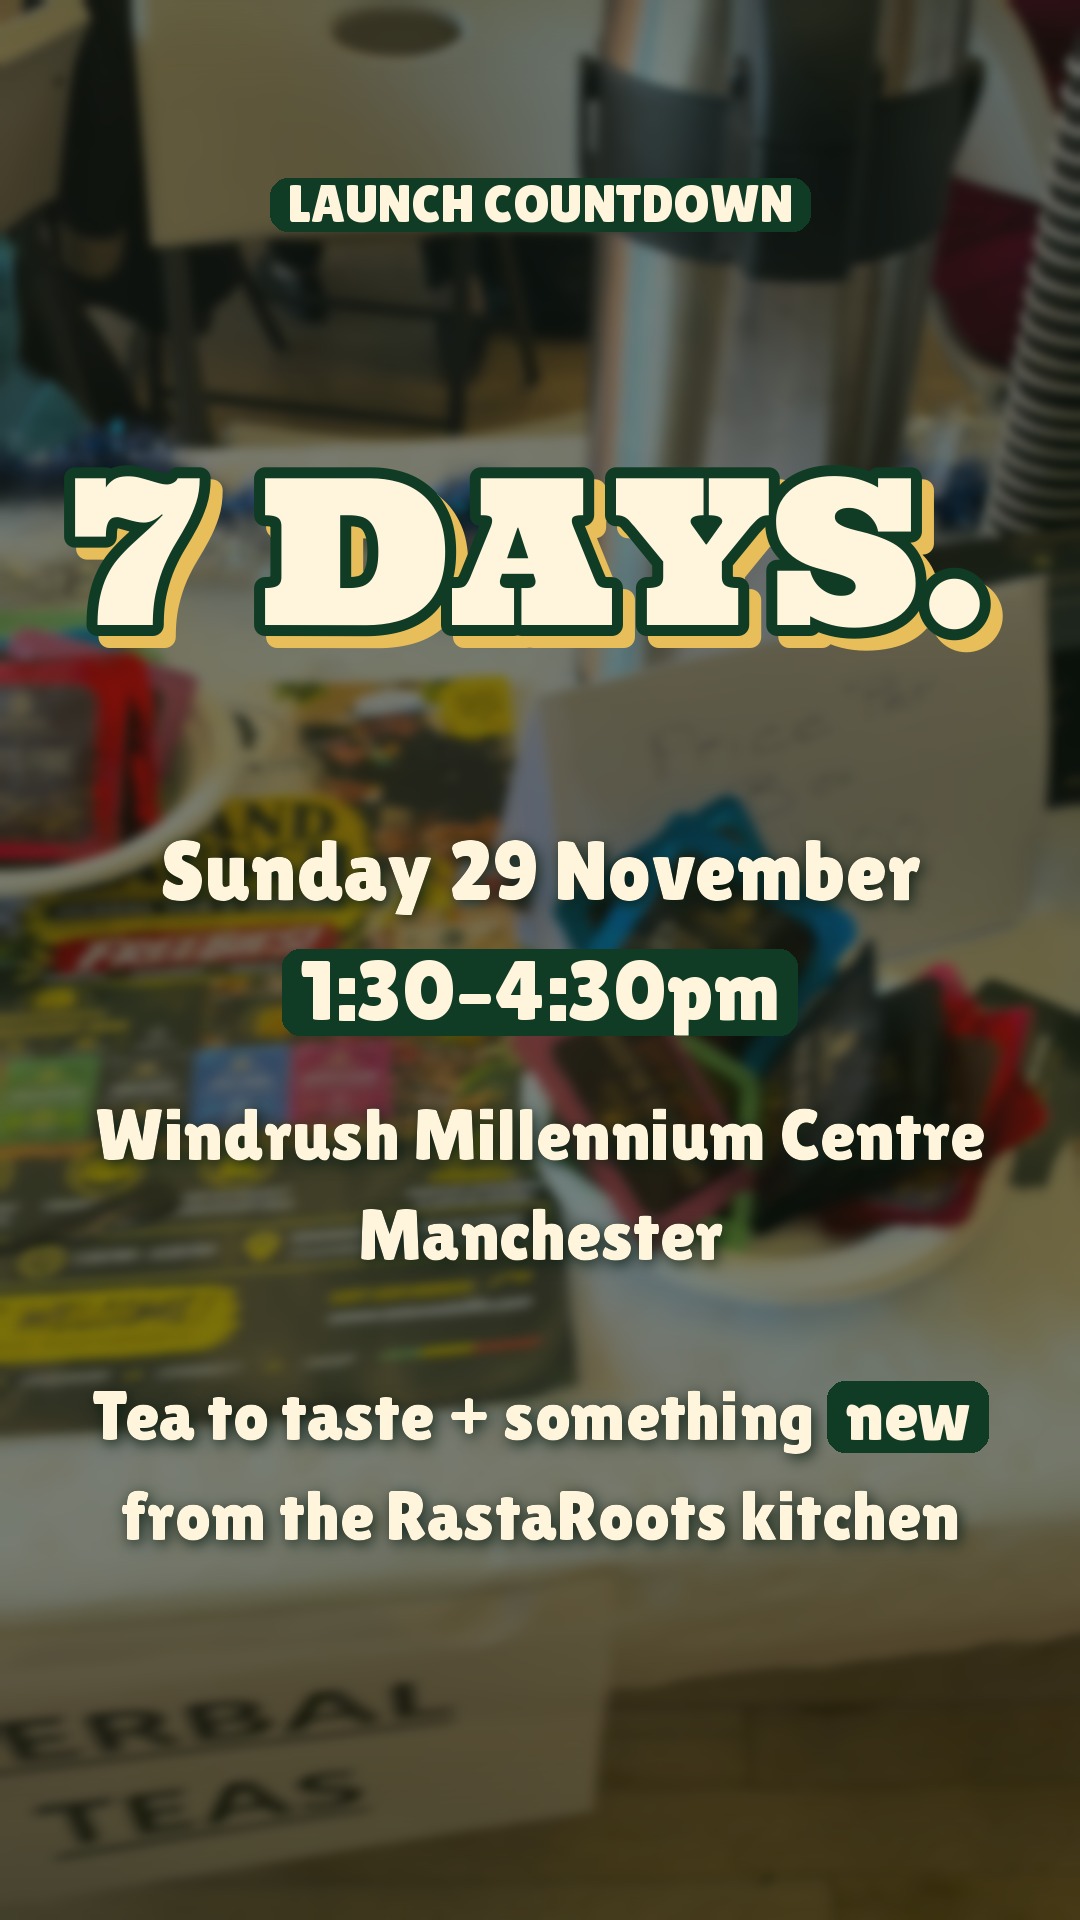 LAUNCH COUNTDOWN
7 DAYS.
Sunday 29 November
1:30–4:30pm
Windrush Millennium Centre
Manchester
Tea to taste + something new
from the RastaRoots kitchen
ERBAL
TEAS